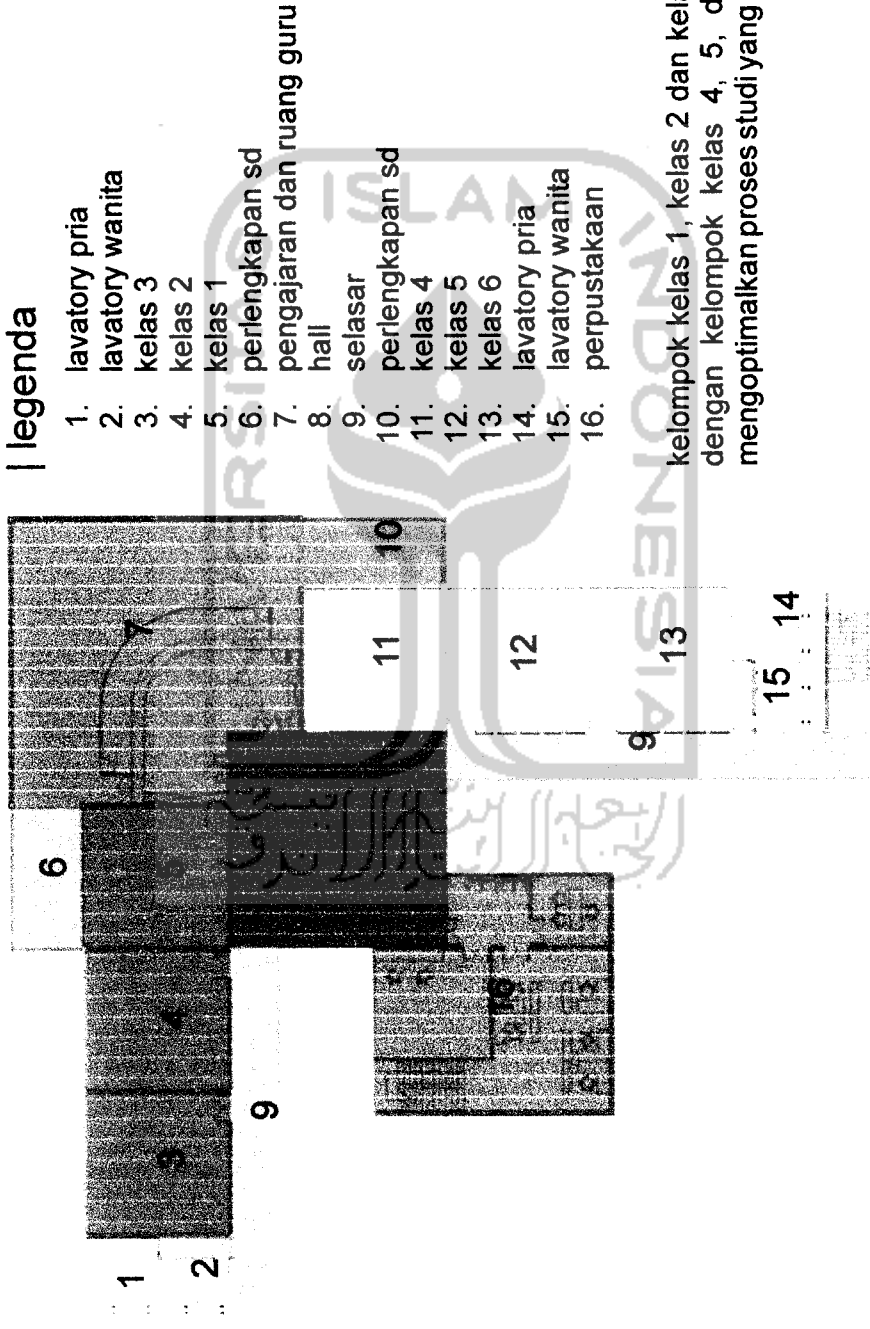 | legenda
1. lavatory pria
2. lavatory wanita
3. kelas 3
4. kelas 2
5. kelas 1
6. perlengkapan sd
7. pengajaran dan ruang guru
8. hall
9. selasar
10. perlengkapan sd
11. kelas 4
12. kelas 5
13. kelas 6
14. lavatory pria
15. lavatory wanita
16. perpustakaan
kelompok kelas 1, kelas 2 dan
dengan kelompok kelas 4, 5,
mengoptimalkan proses studi yang
1
2
3
4
9
6
7
10
11
12
13
9
15
14
16
ISLAM
INDONESIA